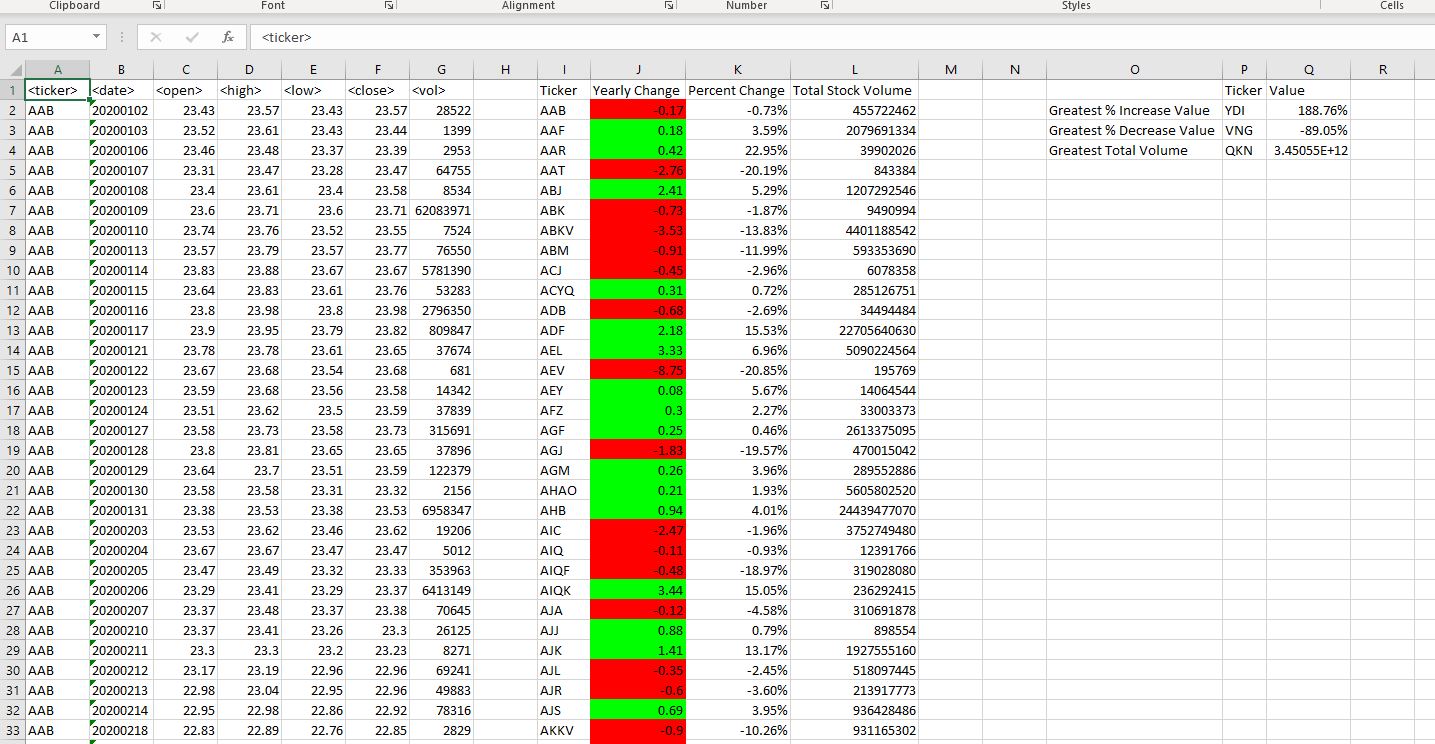 Clipboard Font Alignment Number Styles Cells
A1 fx <ticker>
A B C D E F G H I J K L M N O P Q R
1 <ticker> <date> <open> <high> <low> <close> <vol> Ticker Yearly Change Percent Change Total Stock Volume Ticker Value
2 AAB 20200102 23.43 23.57 23.43 23.57 28522 AAB -0.17 -0.73% 455722462 Greatest % Increase Value YDI 188.76%
3 AAB 20200103 23.52 23.61 23.43 23.44 1399 AAF 0.18 3.59% 2079691334 Greatest % Decrease Value VNG -89.05%
4 AAB 20200106 23.46 23.48 23.37 23.39 2953 AAR 0.42 22.95% 39902026 Greatest Total Volume QKN 3.45055E+12
5 AAB 20200107 23.31 23.47 23.28 23.47 64755 AAT -2.76 -20.19% 843384
6 AAB 20200108 23.4 23.61 23.4 23.58 8534 ABJ 2.41 5.29% 1207292546
7 AAB 20200109 23.6 23.71 23.6 23.71 62083971 ABK -0.73 -1.87% 9490994
8 AAB 20200110 23.74 23.76 23.52 23.55 7524 ABKV -3.53 -13.83% 4401188542
9 AAB 20200113 23.57 23.79 23.57 23.77 76550 ABM -0.91 -11.99% 593353690
10 AAB 20200114 23.83 23.88 23.67 23.67 5781390 ACJ -0.45 -2.96% 6078358
11 AAB 20200115 23.64 23.83 23.61 23.76 53283 ACYQ 0.31 0.72% 285126751
12 AAB 20200116 23.8 23.98 23.8 23.98 2796350 ADB -0.68 -2.69% 34494484
13 AAB 20200117 23.9 23.95 23.79 23.82 809847 ADF 2.18 15.53% 22705640630
14 AAB 20200121 23.78 23.78 23.61 23.65 37674 AEL 3.33 6.96% 5090224564
15 AAB 20200122 23.67 23.68 23.54 23.68 681 AEV -8.75 -20.85% 195769
16 AAB 20200123 23.59 23.68 23.56 23.58 14342 AEY 0.08 5.67% 14064544
17 AAB 20200124 23.51 23.62 23.5 23.59 37839 AFZ 0.3 2.27% 33003373
18 AAB 20200127 23.58 23.73 23.58 23.73 315691 AGF 0.25 0.46% 2613375095
19 AAB 20200128 23.8 23.81 23.65 23.65 37896 AGJ -1.83 -19.57% 470015042
20 AAB 20200129 23.64 23.7 23.51 23.59 122379 AGM 0.26 3.96% 289552886
21 AAB 20200130 23.58 23.58 23.31 23.32 2156 AHAO 0.21 1.93% 5605802520
22 AAB 20200131 23.38 23.53 23.38 23.53 6958347 AHB 0.94 4.01% 24439477070
23 AAB 20200203 23.53 23.62 23.46 23.62 19206 AIC -2.47 -1.96% 3752749480
24 AAB 20200204 23.67 23.67 23.47 23.47 5012 AIQ -0.11 -0.93% 12391766
25 AAB 20200205 23.47 23.49 23.32 23.33 353963 AIQF -0.48 -18.97% 319028080
26 AAB 20200206 23.29 23.41 23.29 23.37 6413149 AIQK 3.44 15.05% 236292415
27 AAB 20200207 23.37 23.48 23.37 23.38 70645 AJA -0.12 -4.58% 310691878
28 AAB 20200210 23.37 23.41 23.26 23.3 26125 AJJ 0.88 0.79% 898554
29 AAB 20200211 23.3 23.3 23.2 23.23 8271 AJK 1.41 13.17% 1927555160
30 AAB 20200212 23.17 23.19 22.96 22.96 69241 AJL -0.35 -2.45% 518097445
31 AAB 20200213 22.98 23.04 22.95 22.96 49883 AJR -0.6 -3.60% 213917773
32 AAB 20200214 22.95 22.98 22.86 22.92 78316 AJS 0.69 3.95% 936428486
33 AAB 20200218 22.83 22.89 22.76 22.85 2829 AKKV -0.9 -10.26% 931165302